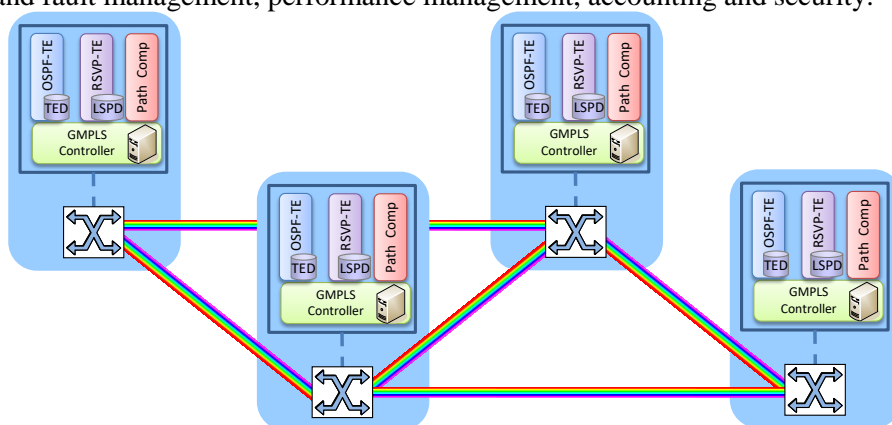 and fault management, performance management, accounting and security.
OSPF-TE
RSVP-TE
Path Comp
TED
LSPD
GMPLS
Controller
OSPF-TE
RSVP-TE
Path Comp
TED
LSPD
GMPLS
Controller
OSPF-TE
RSVP-TE
Path Comp
TED
LSPD
GMPLS
Controller
OSPF-TE
RSVP-TE
Path Comp
TED
LSPD
GMPLS
Controller